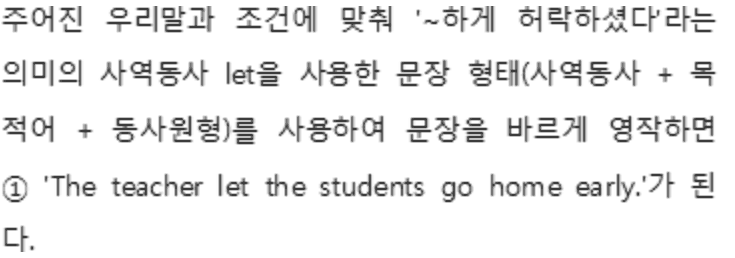 주어진 우리말과 조건에 맞춰 '~하게 허락하셨다'라는
의미의 사역동사 let을 사용한 문장 형태(사역동사 + 목
적어 + 동사원형)를 사용하여 문장을 바르게 영작하면
① 'The teacher let the students go home early.'가 된
다.